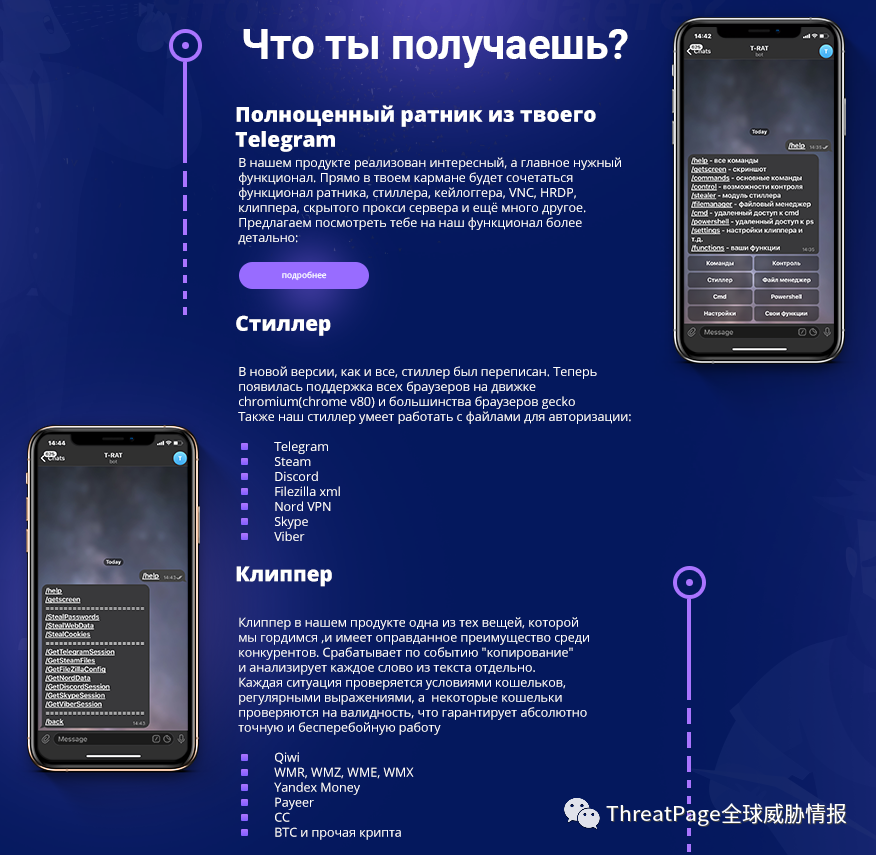 Что ты получаешь?
Полноценный ратник из твоего
Telegram
В нашем продукте реализован интересный, а главное нужный
функционал. Прямо в твоем кармане будет сочетаться
функционал ратника, стиллера, кейлоггера, VNC, HRDP,
клиппера, скрытого прокси сервера и ещё много другое.
Предлагаем посмотреть тебе на наш функционал более
детально:
подробнее
14:42
Chats
T-RAT
bot
T
Today
/help 14:35
/help - все команды
/getscreen - скриншот
/commands - основные команды
/control - возможности контроля
/stealer - модуль стиллера
/filemanager - файловый менеджер
/cmd - удаленный доступ к cmd
/powershell - удаленный доступ к ps
/settings - настройки клиппера и
т.д.
/functions - ваши функции 14:35
Команды Контроль
Стиллер Файл менеджер
Cmd Powershell
Настройки Свои функции
Message
Стиллер
В новой версии, как и все, стиллер был переписан. Теперь
появилась поддержка всех браузеров на движке
chromium(chrome v80) и большинства браузеров gecko
Также наш стиллер умеет работать с файлами для авторизации:
Telegram
Steam
Discord
Filezilla xml
Nord VPN
Skype
Viber
14:44
Chats
T-RAT
bot
T
Today
/help 14:43
/help
/getscreen
=======================
/StealPasswords
/StealWebData
/StealCookies
=======================
/GetTelegramSession
/GetSteamFiles
/GetFileZillaConfig
/GetNordData
/GetDiscordSession
/GetSkypeSession
/GetViberSession
=======================
/back 14:43
Message
Клиппер
Клиппер в нашем продукте одна из тех вещей, которой
мы гордимся ,и имеет оправданное преимущество среди
конкурентов. Срабатывает по событию "копирование"
и анализирует каждое слово из текста отдельно.
Каждая ситуация проверяется условиями кошельков,
регулярными выражениями, а некоторые кошельки
проверяются на валидность, что гарантирует абсолютно
точную и бесперебойную работу
Qiwi
WMR, WMZ, WME, WMX
Yandex Money
Payeer
CC
BTC и прочая крипта
ThreatPage全球威胁情报